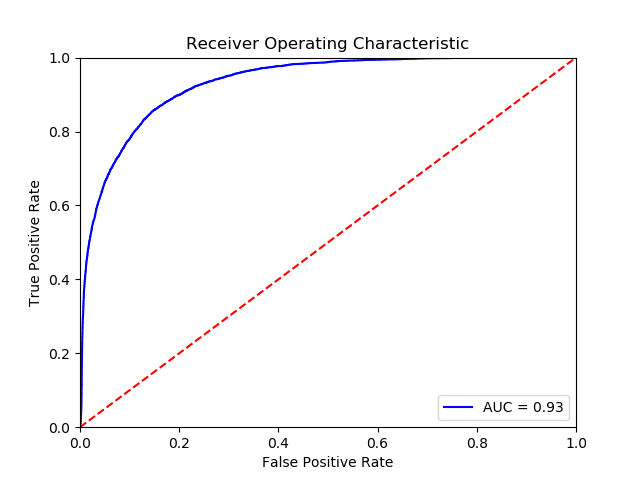 Receiver Operating Characteristic
1.0
0.8
0.6
0.4
0.2
0.0
True Positive Rate
AUC = 0.93
0.0 0.2 0.4 0.6 0.8 1.0
False Positive Rate